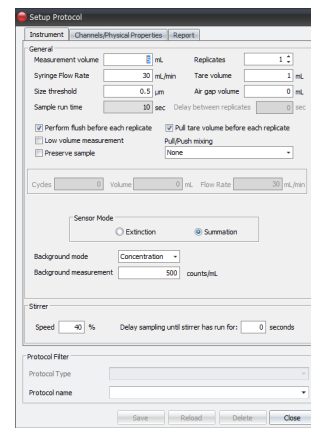 Setup Protocol
Instrument Channels/Physical Properties Report
General
Measurement volume 5 mL Replicates 1
Syringe Flow Rate 30 mL/min Tare volume 1 mL
Size threshold 0.5 µm Air gap volume 0 mL
Sample run time 10 sec Delay between replicates 0 sec
Perform flush before each replicate Pull tare volume before each replicate
Low volume measurement Pull/Push mixing
Preserve sample None
Cycles 0 Volume 0 mL Flow Rate 30 mL/min
Sensor Mode
Extinction Summation
Background mode Concentration
Background measurement 500 counts/mL
Stirrer
Speed 40 % Delay sampling until stirrer has run for: 0 seconds
Protocol Filter
Protocol Type
Protocol name
Save Reload Delete Close